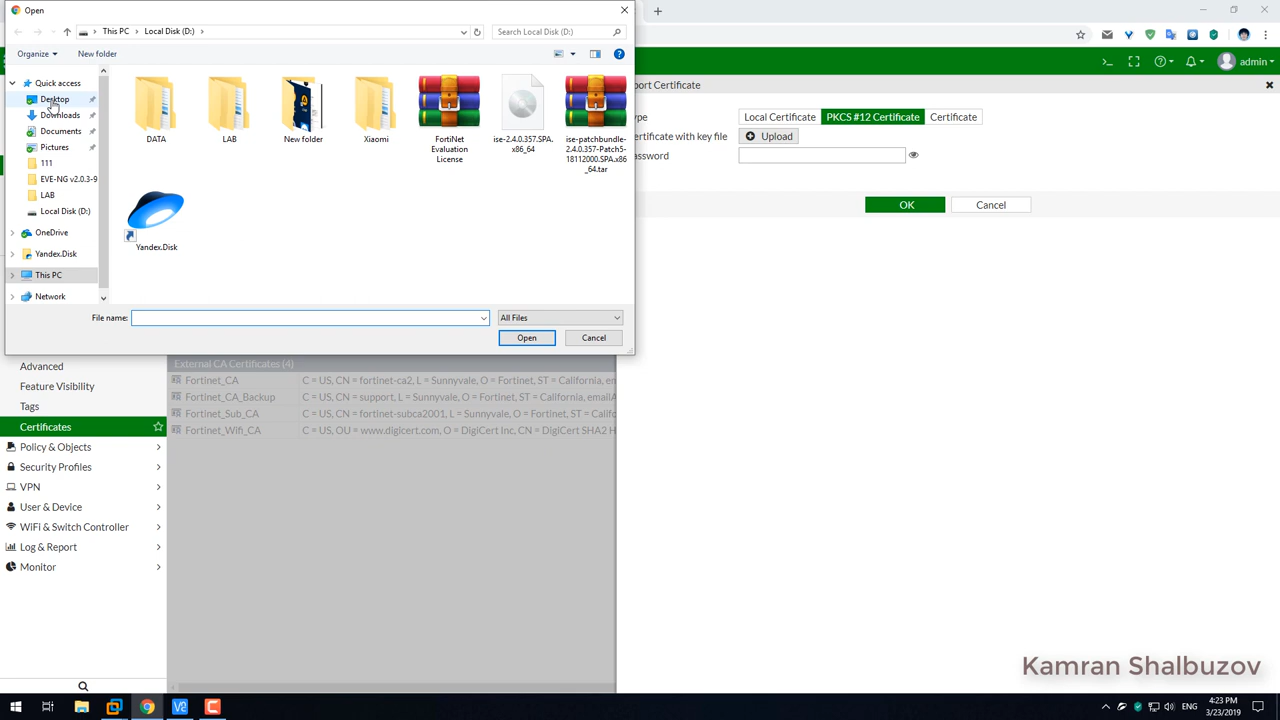 Open
This PC > Local Disk (D:) >
Search Local Disk (D:)
Organize
New folder
Quick access
Desktop
Downloads
Documents
Pictures
111
EVE-NG v2.0.3-9
LAB
Local Disk (D:)
OneDrive
Yandex.Disk
This PC
Network
DATA
LAB
New folder
Xiaomi
FortiNet
Evaluation
License
ise-2.4.0.357.SPA.
x86_64
ise-patchbundle-
2.4.0.357-Patch5-
18112000.SPA.x86
_64.tar
Yandex.Disk
File name:
All Files
Open
Cancel
admin
port Certificate
ype
Local Certificate
PKCS #12 Certificate
Certificate
ertificate with key file
Upload
assword
OK
Cancel
External CA Certificates (4)
Fortinet_CA C = US, CN = fortinet-ca2, L = Sunnyvale, O = Fortinet, ST = California, em
Fortinet_CA_Backup C = US, CN = support, L = Sunnyvale, O = Fortinet, ST = California, emailA
Fortinet_Sub_CA C = US, CN = fortinet-subca2001, L = Sunnyvale, O = Fortinet, ST = Califo
Fortinet_Wifi_CA C = US, OU = www.digicert.com, O = DigiCert Inc, CN = DigiCert SHA2 H
Advanced
Feature Visibility
Tags
Certificates
Policy & Objects
Security Profiles
VPN
User & Device
WiFi & Switch Controller
Log & Report
Monitor
Kamran Shalbuzov
ENG
4:23 PM
3/23/2019